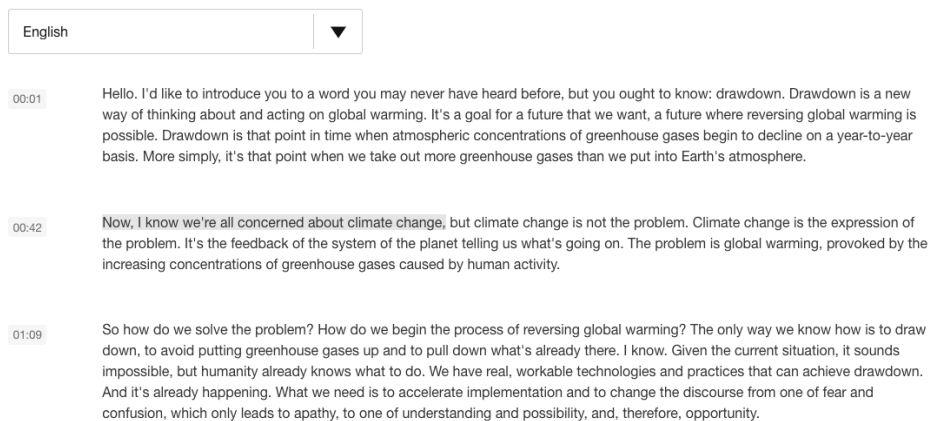 English
00:01
Hello. I'd like to introduce you to a word you may never have heard before, but you ought to know: drawdown. Drawdown is a new
way of thinking about and acting on global warming. It's a goal for a future that we want, a future where reversing global warming is
possible. Drawdown is that point in time when atmospheric concentrations of greenhouse gases begin to decline on a year-to-year
basis. More simply, it's that point when we take out more greenhouse gases than we put into Earth's atmosphere.
00:42
Now, I know we're all concerned about climate change, but climate change is not the problem. Climate change is the expression of
the problem. It's the feedback of the system of the planet telling us what's going on. The problem is global warming, provoked by the
increasing concentrations of greenhouse gases caused by human activity.
01:09
So how do we solve the problem? How do we begin the process of reversing global warming? The only way we know how is to draw
down, to avoid putting greenhouse gases up and to pull down what's already there. I know. Given the current situation, it sounds
impossible, but humanity already knows what to do. We have real, workable technologies and practices that can achieve drawdown.
And it's already happening. What we need is to accelerate implementation and to change the discourse from one of fear and
confusion, which only leads to apathy, to one of understanding and possibility, and, therefore, opportunity.